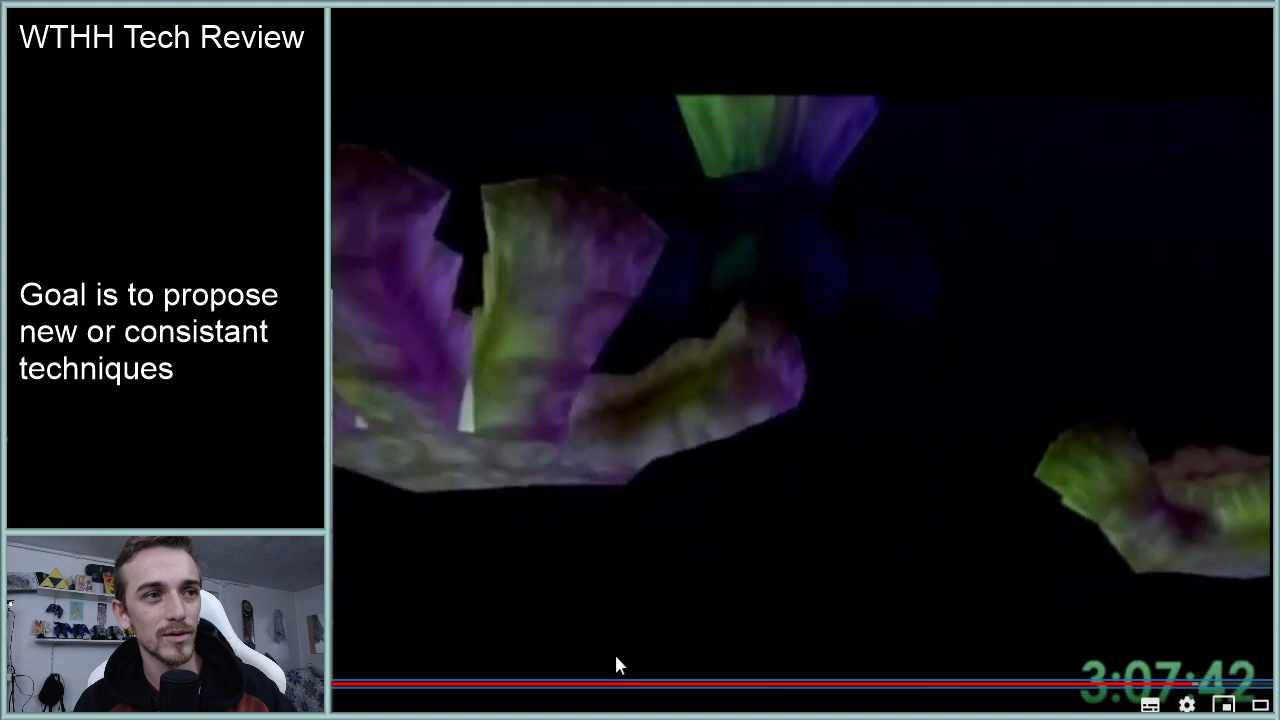 WTHH Tech Review
Goal is to propose
new or consistant
techniques
3:07:42